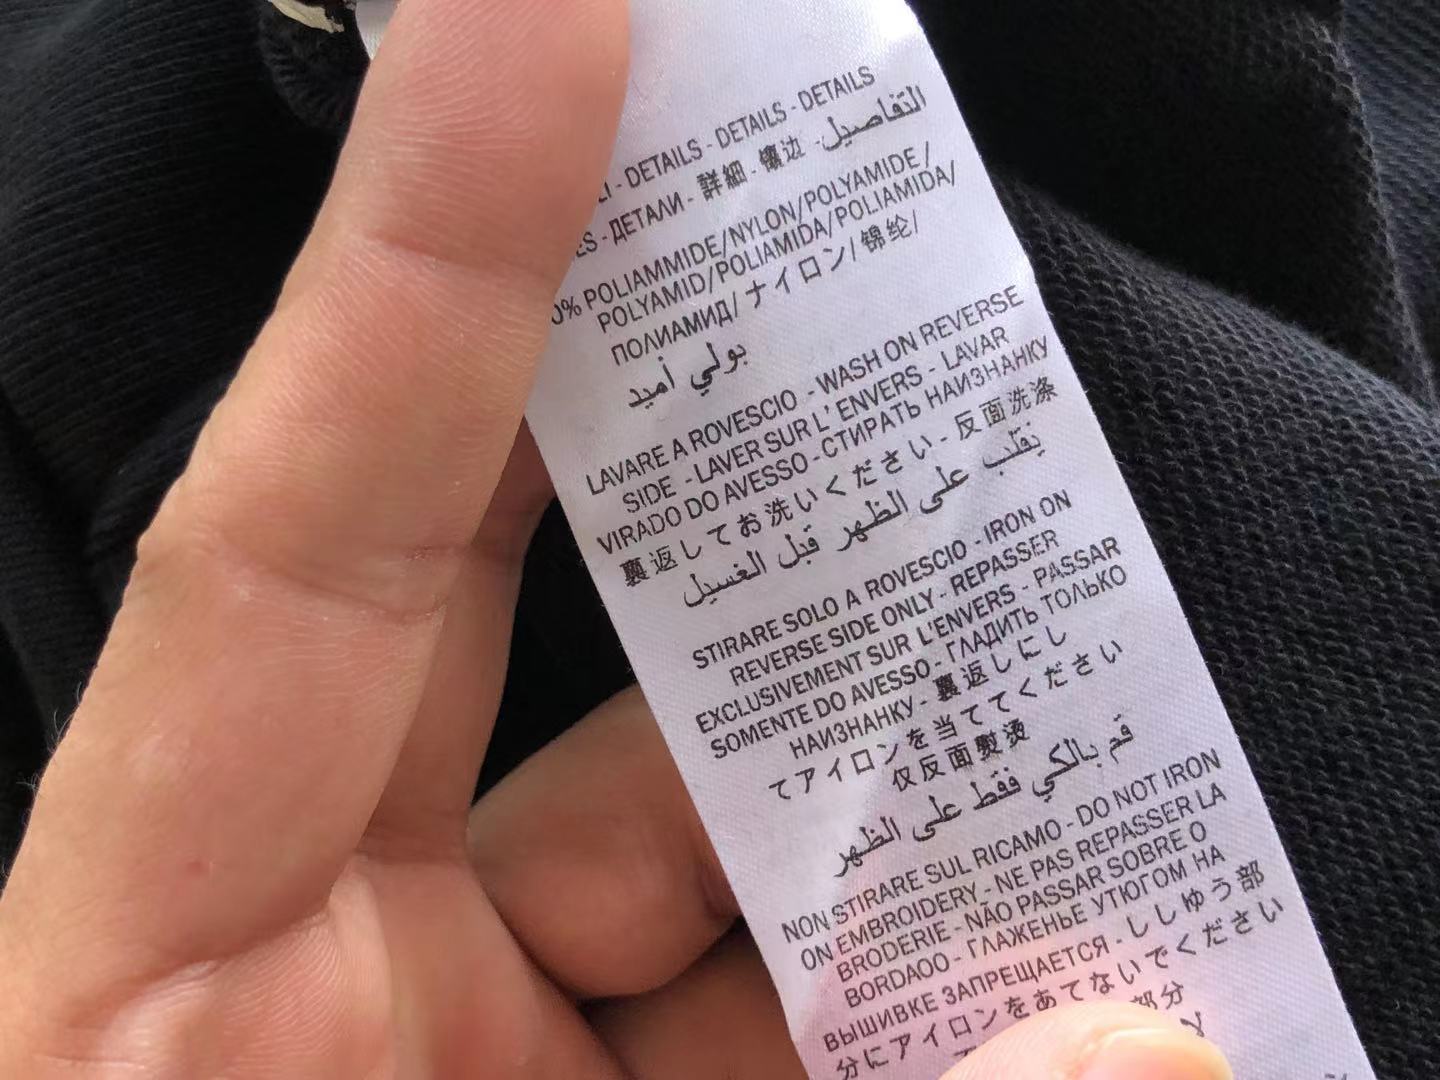 LI - DETAILS - DETAILS - DETAILS
ES - ДЕТАЛИ - 詳細 - 镶边 - التفاصيل
0% POLIAMMIDE/NYLON/POLYAMIDE/
POLYAMID/POLIAMIDA/POLIAMIDA/
ПОЛИАМИД/ナイロン/锦纶/
بولي أميد
LAVARE A ROVESCIO - WASH ON REVERSE
SIDE - LAVER SUR L' ENVERS - LAVAR
VIRADO DO AVESSO - СТИРАТЬ НАИЗНАНКУ
裏返してお洗いください - 反面洗涤
يقلب على الظهر قبل الغسيل
STIRARE SOLO A ROVESCIO - IRON ON
REVERSE SIDE ONLY - REPASSER
EXCLUSIVEMENT SUR L'ENVERS - PASSAR
SOMENTE DO AVESSO - ГЛАДИТЬ ТОЛЬКО
НАИЗНАНКУ - 裏返しにし
てアイロンを当ててください
仅反面熨烫
قم بالكي فقط على الظهر
NON STIRARE SUL RICAMO - DO NOT IRON
ON EMBROIDERY - NE PAS REPASSER LA
BRODERIE - NÃO PASSAR SOBRE O
BORDAOO - ГЛАЖЕНЬЕ УТЮГОМ НА
ВЫШИВКЕ ЗАПРЕЩАЕТСЯ - ししゆう部
分にアイロンをあてないでください
部分